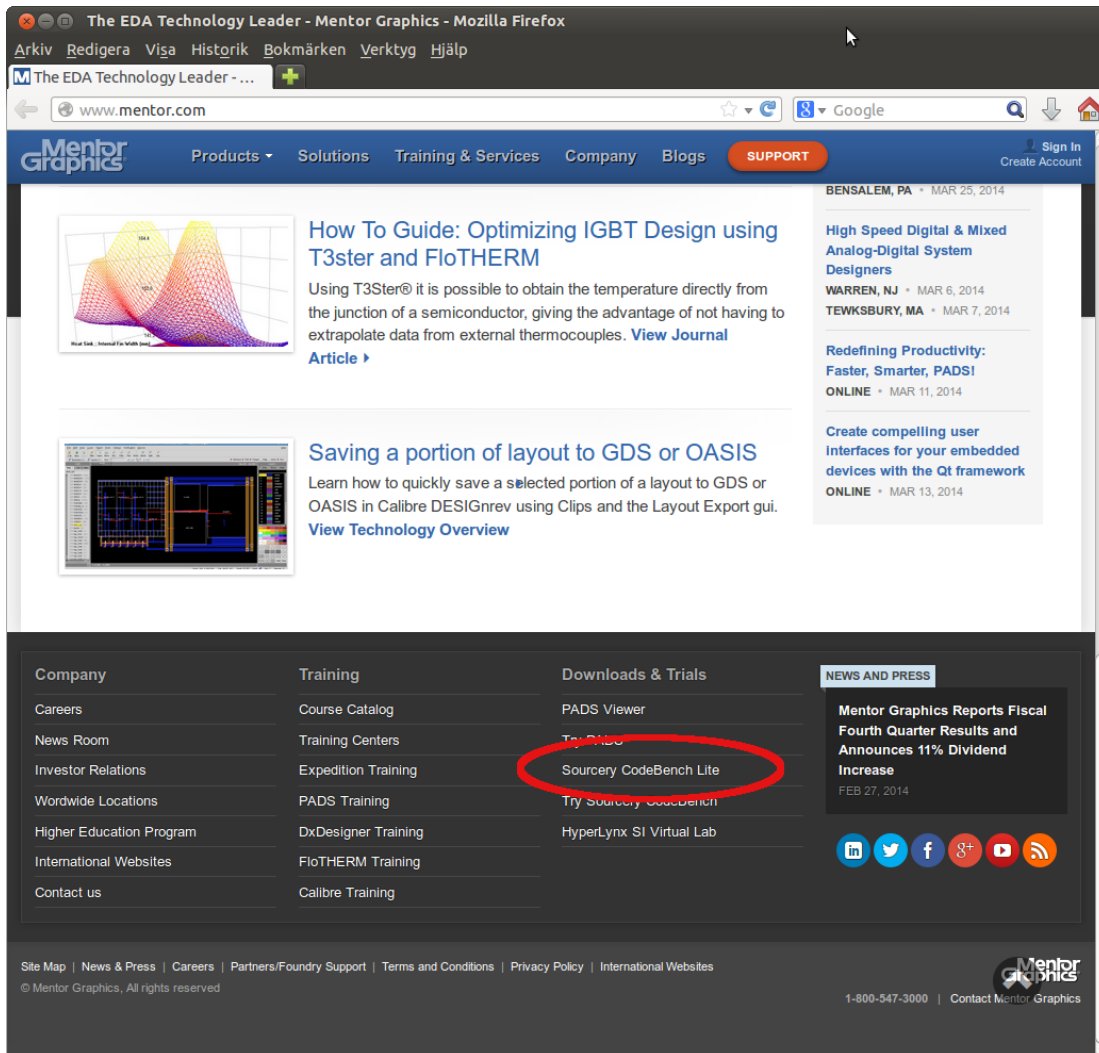 The EDA Technology Leader - Mentor Graphics - Mozilla Firefox
Arkiv Redigera Visa Historik Bokmärken Verktyg Hjälp
The EDA Technology Leader - ...
www.mentor.com
Google
Mentor Graphics
Products Solutions Training & Services Company Blogs SUPPORT
Sign In
Create Account
How To Guide: Optimizing IGBT Design using
T3ster and FloTHERM
Using T3Ster® it is possible to obtain the temperature directly from
the junction of a semiconductor, giving the advantage of not having to
extrapolate data from external thermocouples. View Journal
Article
Saving a portion of layout to GDS or OASIS
Learn how to quickly save a selected portion of a layout to GDS or
OASIS in Calibre DESIGnrev using Clips and the Layout Export gui.
View Technology Overview
BENSALEM, PA • MAR 25, 2014
High Speed Digital & Mixed
Analog-Digital System
Designers
WARREN, NJ • MAR 6, 2014
TEWKSBURY, MA • MAR 7, 2014
Redefining Productivity:
Faster, Smarter, PADS!
ONLINE • MAR 11, 2014
Create compelling user
interfaces for your embedded
devices with the Qt framework
ONLINE • MAR 13, 2014
Company
Careers
News Room
Investor Relations
Wordwide Locations
Higher Education Program
International Websites
Contact us
Training
Course Catalog
Training Centers
Expedition Training
PADS Training
DxDesigner Training
FloTHERM Training
Calibre Training
Downloads & Trials
PADS Viewer
Try PADS
Sourcery CodeBench Lite
Try Sourcery CodeBench
HyperLynx SI Virtual Lab
NEWS AND PRESS
Mentor Graphics Reports Fiscal
Fourth Quarter Results and
Announces 11% Dividend
Increase
FEB 27, 2014
Site Map | News & Press | Careers | Partners/Foundry Support | Terms and Conditions | Privacy Policy | International Websites
© Mentor Graphics, All rights reserved
Mentor Graphics
1-800-547-3000 | Contact Mentor Graphics